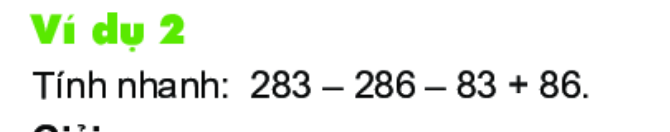 Ví dụ 2
Tính nhanh: 283 – 286 – 83 + 86.